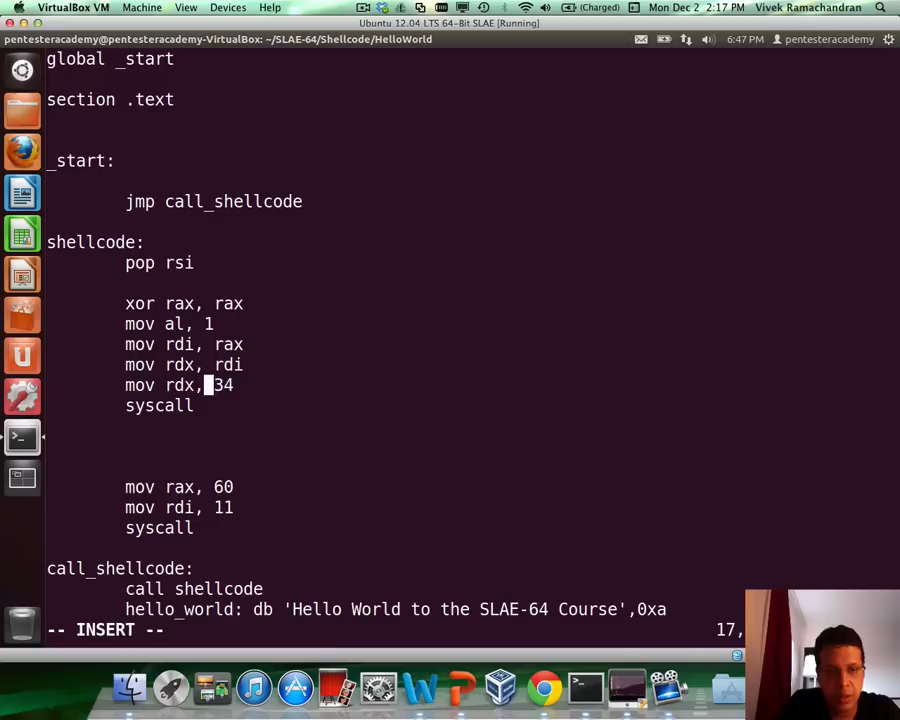 VirtualBox VM Machine View Devices Help (Charged) Mon Dec 2 2:17 PM Vivek Ramachandran
Ubuntu 12.04 LTS 64-Bit SLAE [Running]
pentesteracademy@pentesteracademy-VirtualBox: ~/SLAE-64/Shellcode/HelloWorld 6:47 PM pentesteracademy
global _start
section .text
_start:
jmp call_shellcode
shellcode:
pop rsi
xor rax, rax
mov al, 1
mov rdi, rax
mov rdx, rdi
mov rdx, 34
syscall
mov rax, 60
mov rdi, 11
syscall
call_shellcode:
call shellcode
hello_world: db 'Hello World to the SLAE-64 Course',0xa
-- INSERT -- 17,